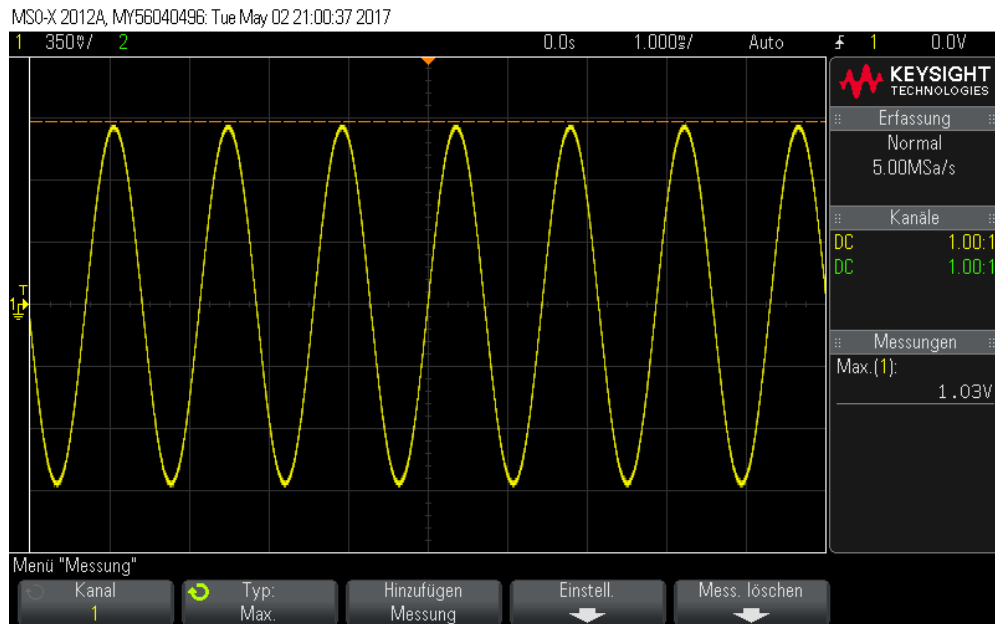 MSO-X 2012A, MY56040496: Tue May 02 21:00:37 2017
1 350mV/ 2 0.0s 1.000ms/ Auto 1 0.0V
KEYSIGHT
TECHNOLOGIES
Erfassung
Normal
5.00MSa/s
Kanäle
DC 1.00:1
DC 1.00:1
T
1
Messungen
Max.(1):
1.03V
Menü "Messung"
Kanal
1
Typ:
Max.
Hinzufügen
Messung
Einstell.
Mess. löschen